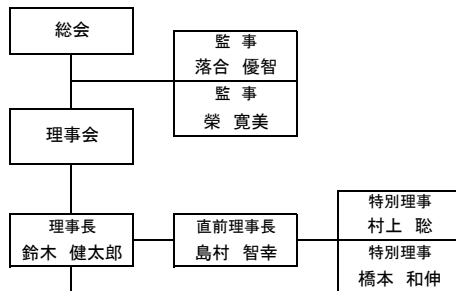 総会
監 事
落合 優智
監 事
榮 寛美
理事会
理事長
鈴木 健太郎
直前理事長
島村 智幸
特別理事
村上 聡
特別理事
橋本 和伸